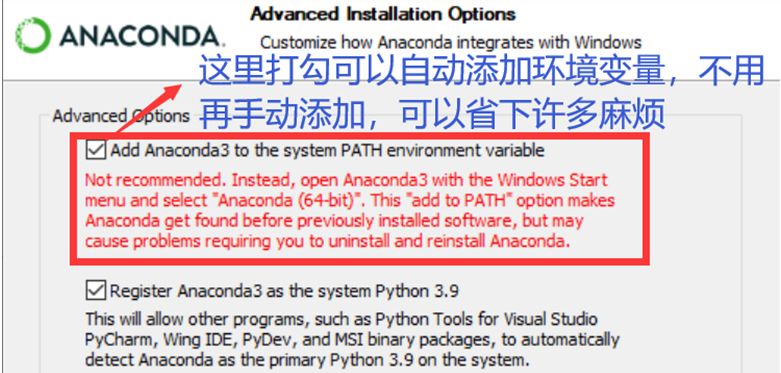 Advanced Installation Options
ANACONDA.
Customize how Anaconda integrates with Windows
这里打勾可以自动添加环境变量，不用
再手动添加，可以省下许多麻烦
Advanced Options
Add Anaconda3 to the system PATH environment variable
Not recommended. Instead, open Anaconda3 with the Windows Start
menu and select "Anaconda (64-bit)". This "add to PATH" option makes
Anaconda get found before previously installed software, but may
cause problems requiring you to uninstall and reinstall Anaconda.
Register Anaconda3 as the system Python 3.9
This will allow other programs, such as Python Tools for Visual Studio
PyCharm, Wing IDE, PyDev, and MSI binary packages, to automatically
detect Anaconda as the primary Python 3.9 on the system.